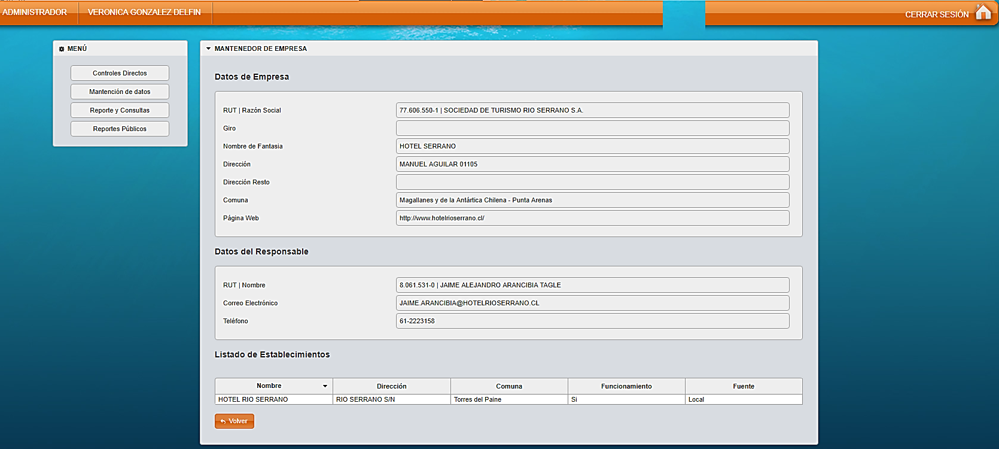 ADMINISTRADOR VERONICA GONZALEZ DELFIN CERRAR SESIÓN
MENÚ
Controles Directos
Mantención de datos
Reporte y Consultas
Reportes Públicos
MANTENEDOR DE EMPRESA
Datos de Empresa
RUT | Razón Social 77.606.550-1 | SOCIEDAD DE TURISMO RIO SERRANO S.A.
Giro
Nombre de Fantasia HOTEL SERRANO
Dirección MANUEL AGUILAR 01105
Dirección Resto
Comuna Magallanes y de la Antártica Chilena - Punta Arenas
Página Web http://www.hotelrioserrano.cl/
Datos del Responsable
RUT | Nombre 8.061.531-0 | JAIME ALEJANDRO ARANCIBIA TAGLE
Correo Electrónico JAIME.ARANCIBIA@HOTELRIOSERRANO.CL
Teléfono 61-2223158
Listado de Establecimientos
Nombre Dirección Comuna Funcionamiento Fuente
HOTEL RIO SERRANO RIO SERRANO S/N Torres del Paine Si Local
Volver